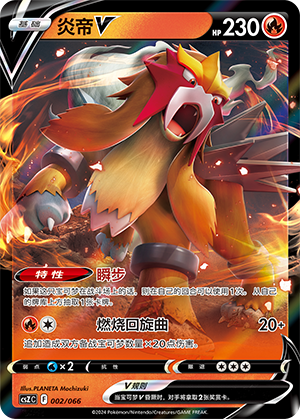 基础
炎帝V
HP 230
特性
瞬步
如果这只宝可梦在战斗场上的话，则在自己的回合可以使用1次。从自己
的牌库上方抽取1张卡牌。
燃烧回旋曲
20+
追加造成双方备战宝可梦数量×20点伤害。
弱点
×2
抵抗力
撤退
Illus. PLANETA Mochizuki
V规则
当宝可梦V昏厥时，对手将拿取2张奖赏卡。
csZC
F
002/066
©2024 Pokémon/Nintendo/Creatures/GAME FREAK.